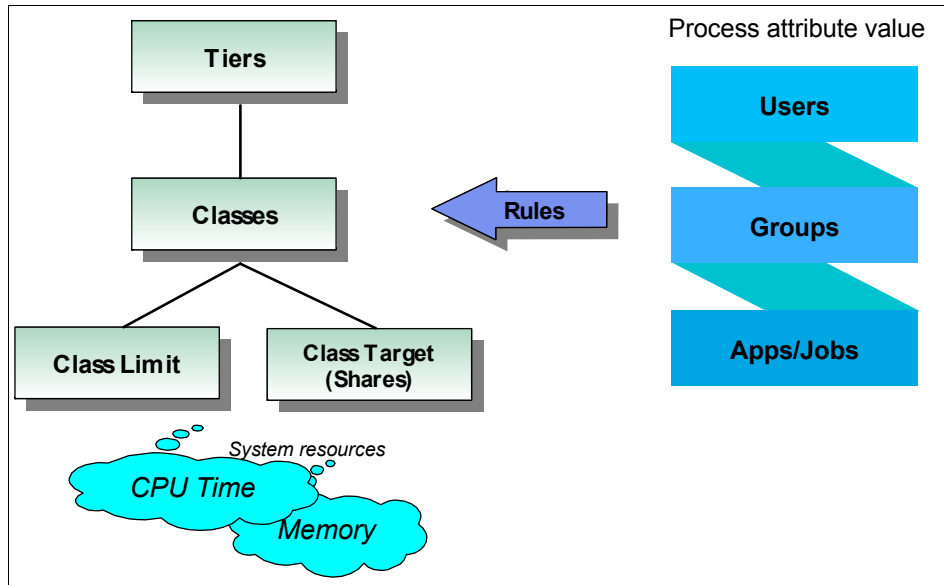 Tiers
Process attribute value
Users
Classes
Rules
Groups
Class Limit
Class Target
(Shares)
Apps/Jobs
System resources
CPU Time
Memory